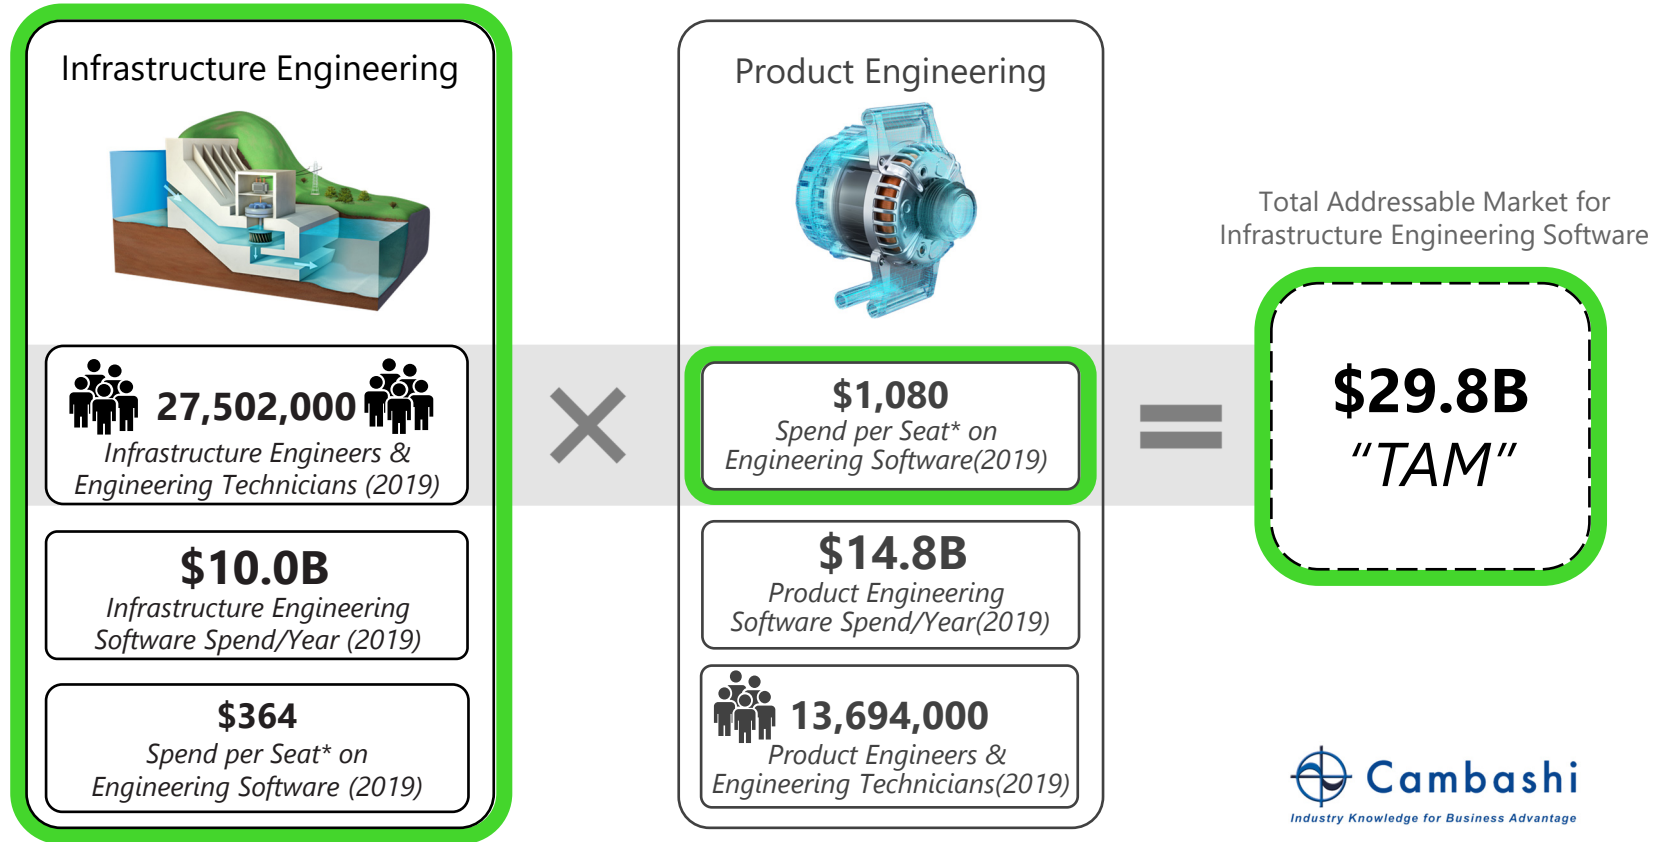 Infrastructure Engineering
27,502,000
Infrastructure Engineers &
Engineering Technicians (2019)
$10.0B
Infrastructure Engineering
Software Spend/Year (2019)
$364
Spend per Seat* on
Engineering Software (2019)
×
Product Engineering
$1,080
Spend per Seat* on
Engineering Software(2019)
$14.8B
Product Engineering
Software Spend/Year(2019)
13,694,000
Product Engineers &
Engineering Technicians(2019)
=
Total Addressable Market for
Infrastructure Engineering Software
$29.8B
“TAM”
Cambashi
Industry Knowledge for Business Advantage